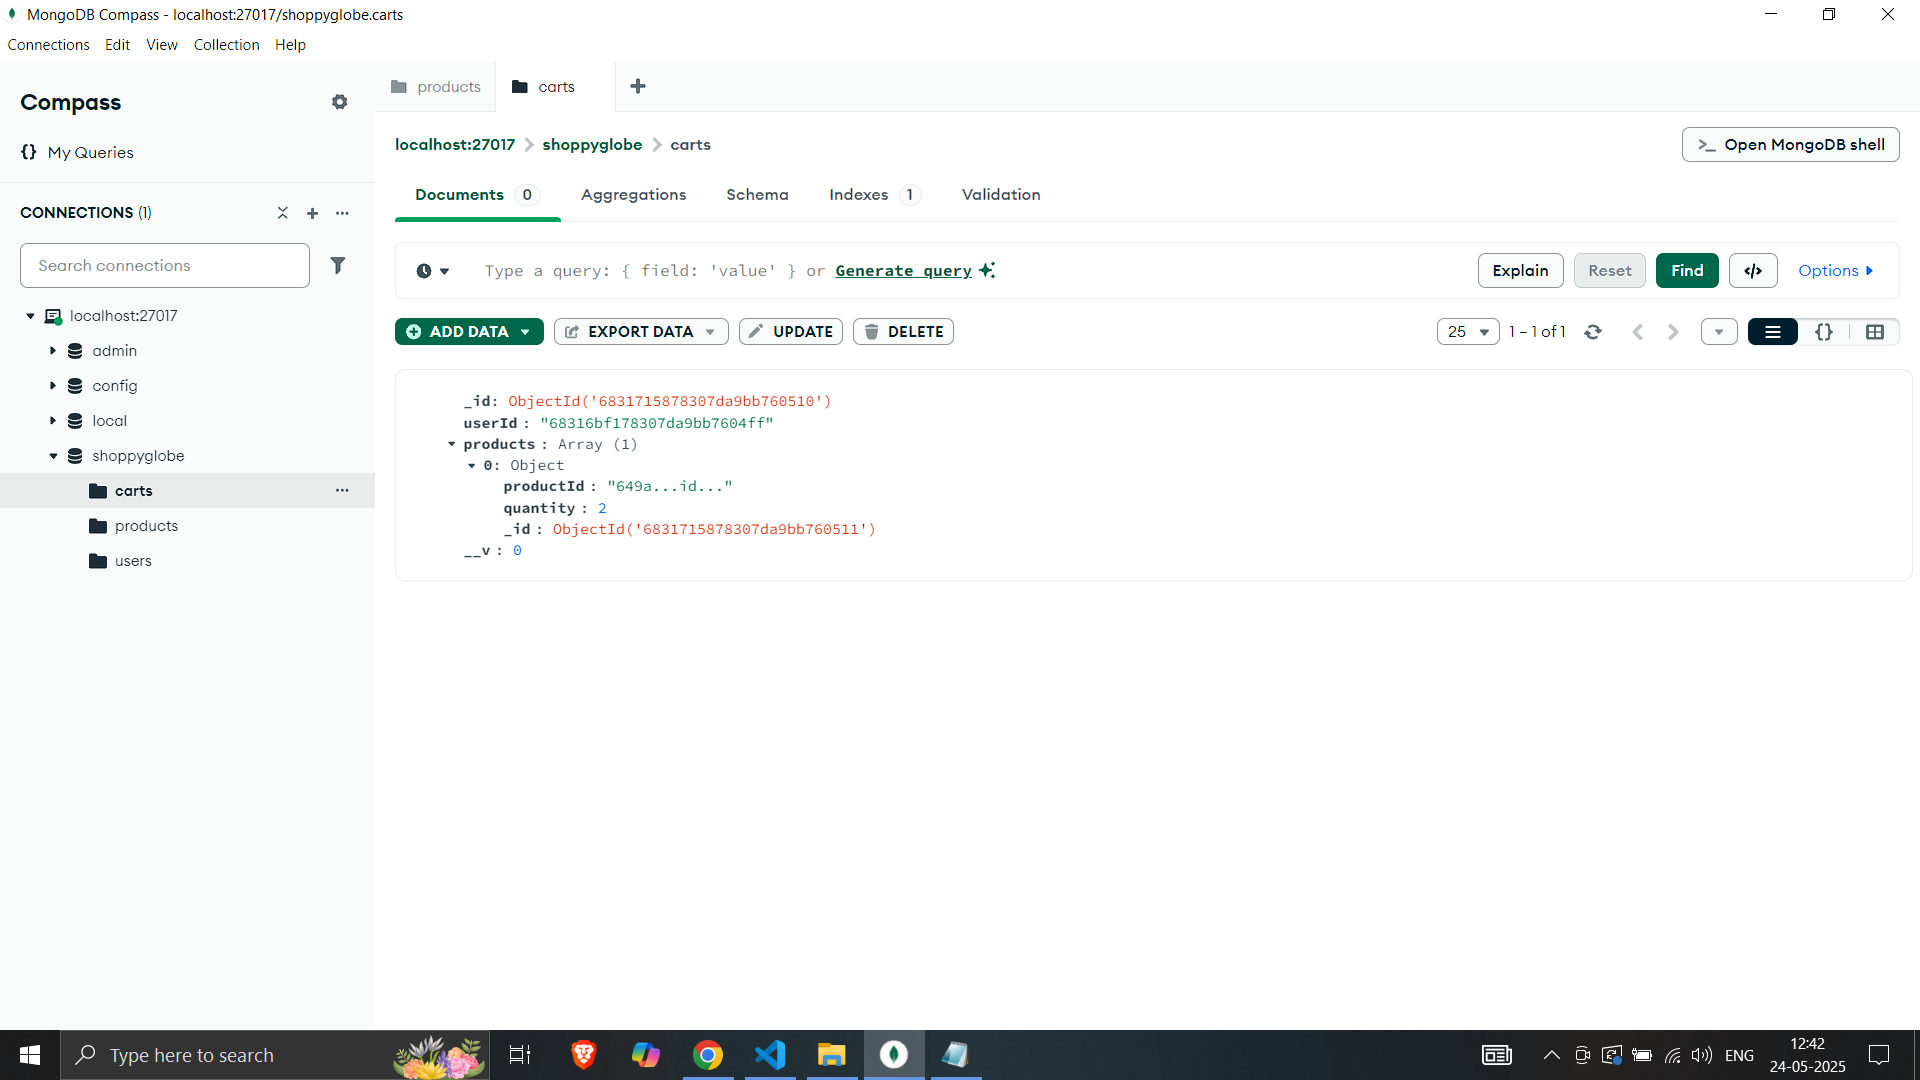 MongoDB Compass - localhost:27017/shoppyglobe.carts
Connections Edit View Collection Help
Compass
My Queries
CONNECTIONS (1)
Search connections
localhost:27017
admin
config
local
shoppyglobe
carts
products
users
products carts
localhost:27017 > shoppyglobe > carts
Open MongoDB shell
Documents 0 Aggregations Schema Indexes 1 Validation
Type a query: { field: 'value' } or Generate query
Explain Reset Find </> Options
ADD DATA EXPORT DATA UPDATE DELETE
25 1 – 1 of 1 {}
_id: ObjectId('6831715878307da9bb760510')
userId : "68316bf178307da9bb7604ff"
products : Array (1)
0: Object
productId : "649a...id..."
quantity : 2
_id : ObjectId('6831715878307da9bb760511')
__v : 0
Type here to search
ENG
12:42
24-05-2025